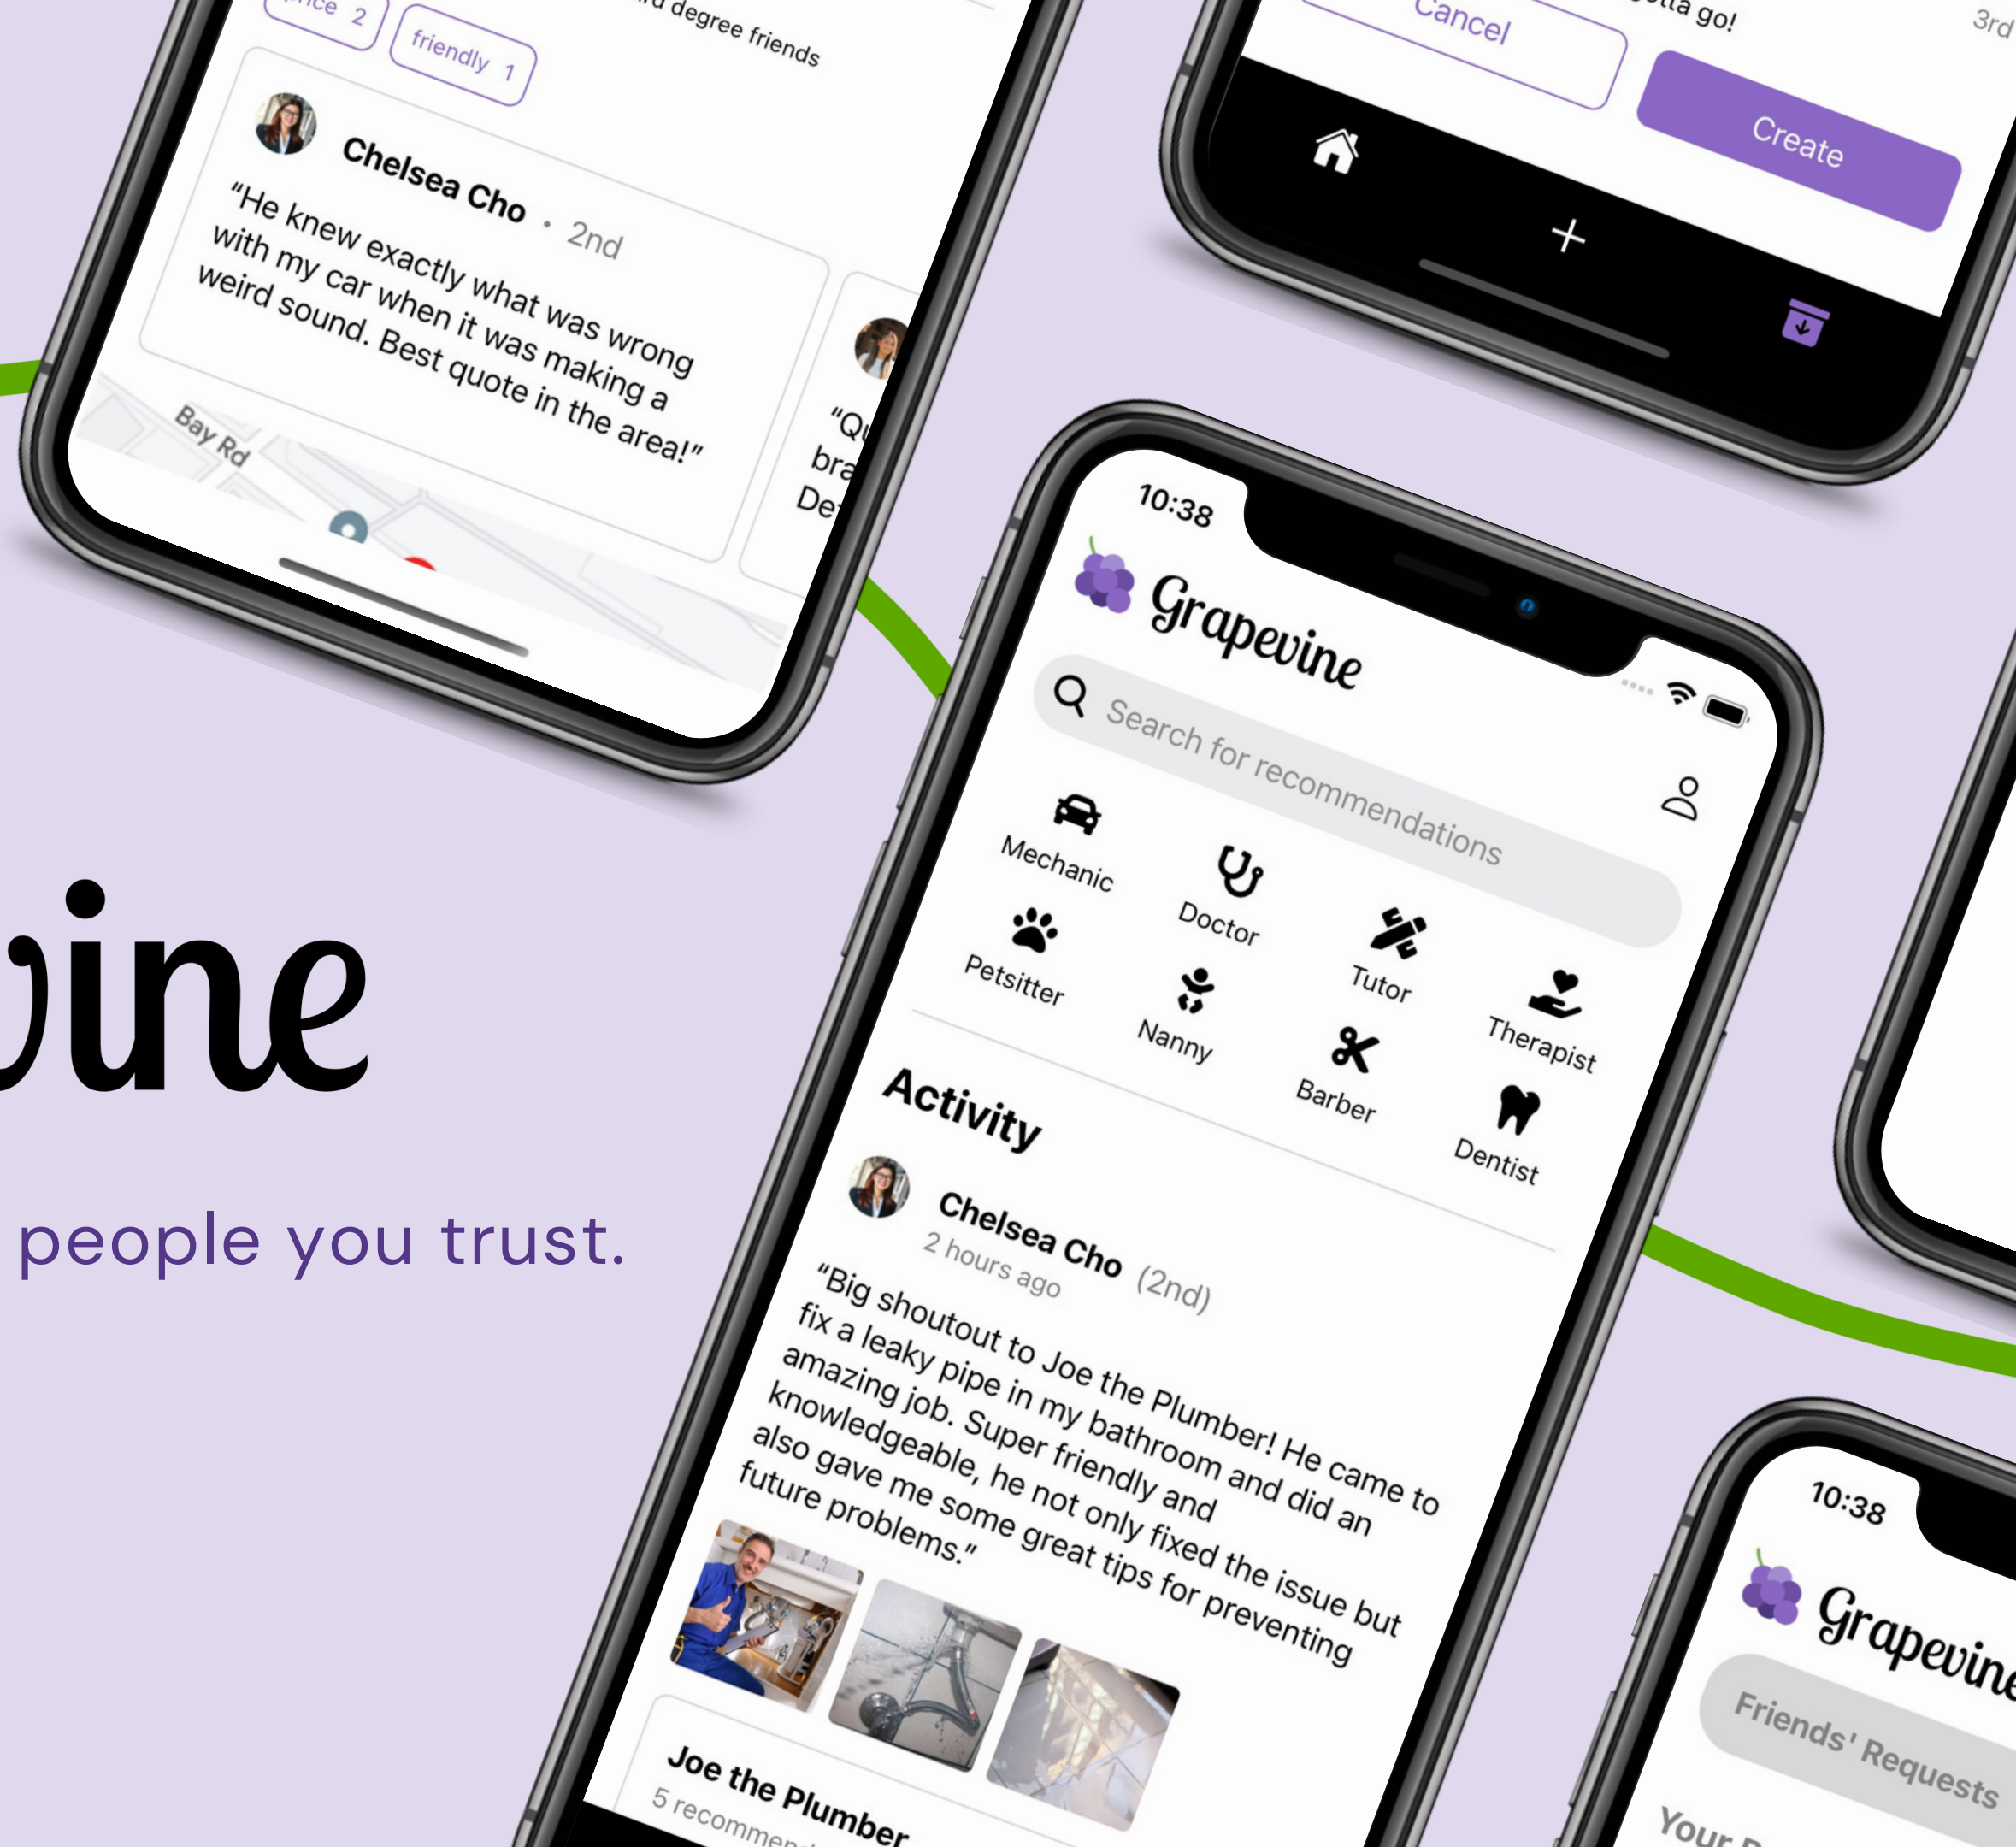 2
friendly 1
degree friends
Chelsea Cho • 2nd
“He knew exactly what was wrong
with my car when it was making a
weird sound. Best quote in the area!”
Bay Rd
go!
3rd
Cancel
Create
10:38
Grapevine
Search for recommendations
Mechanic
Doctor
Tutor
Therapist
Petsitter
Nanny
Barber
Dentist
Activity
Chelsea Cho (2nd)
2 hours ago
“Big shoutout to Joe the Plumber! He came to
fix a leaky pipe in my bathroom and did an
amazing job. Super friendly and
knowledgeable, he not only fixed the issue but
also gave me some great tips for preventing
future problems.”
Joe the Plumber
5
vine
people you trust.
10:38
Grapevine
Friends' Requests
Your